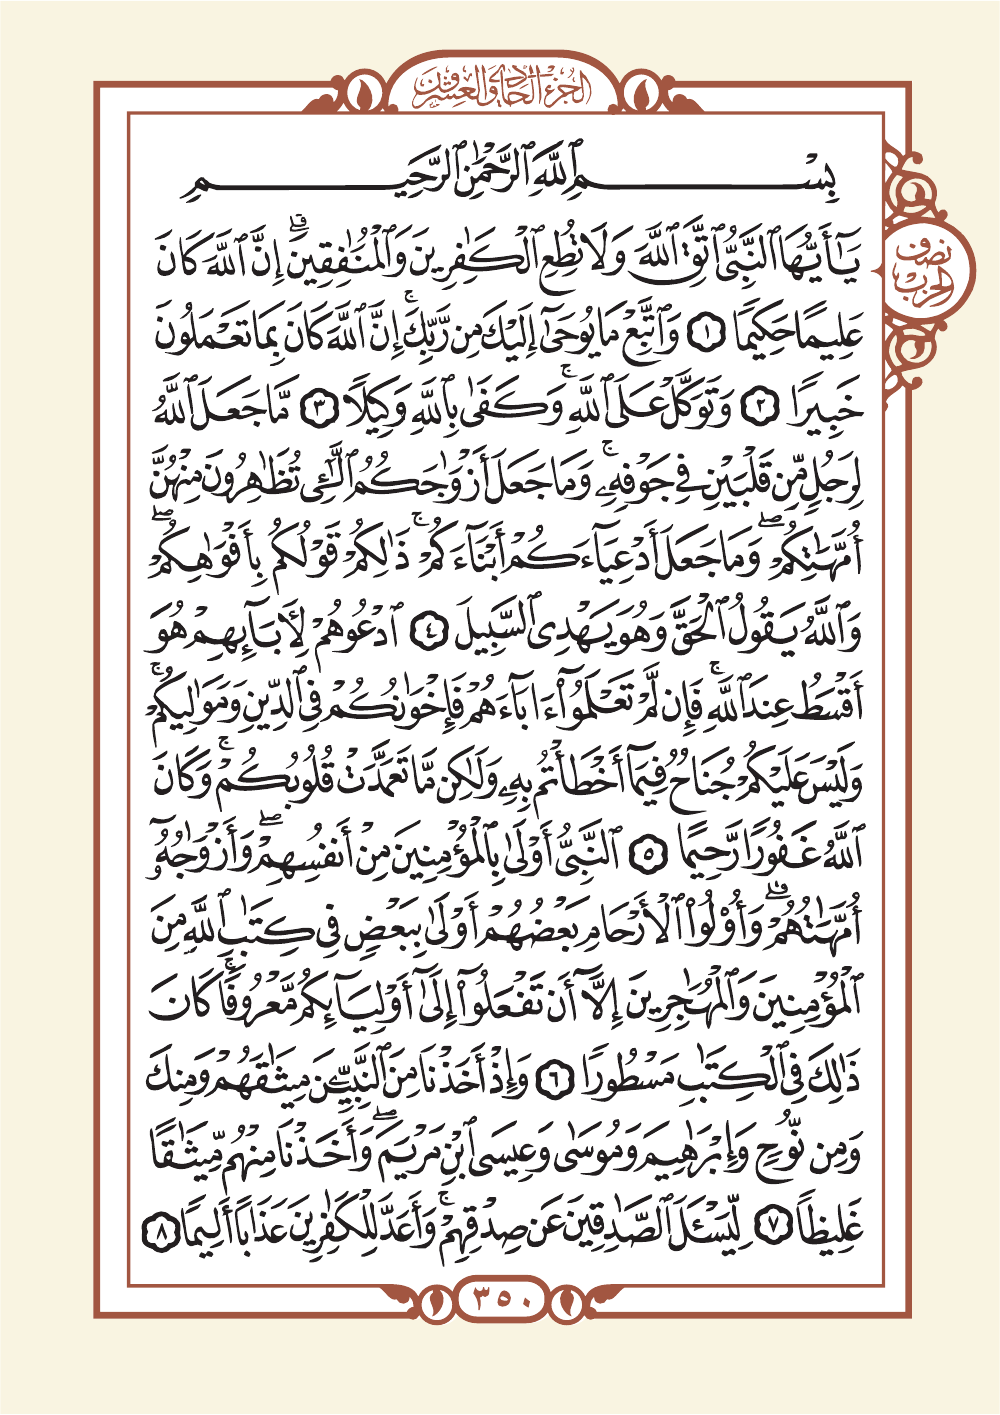 الجزء الحادي والعشرون
بِسْمِ ٱللَّهِ ٱلرَّحْمَٰنِ ٱلرَّحِيمِ
نصف
الحزب
يَٰٓأَيُّهَا ٱلنَّبِىُّ ٱتَّقِ ٱللَّهَ وَلَا تُطِعِ ٱلْكَٰفِرِينَ وَٱلْمُنَٰفِقِينَۗ إِنَّ ٱللَّهَ كَانَ
عَلِيمًا حَكِيمًا ١ وَٱتَّبِعْ مَا يُوحَىٰٓ إِلَيْكَ مِن رَّبِّكَۚ إِنَّ ٱللَّهَ كَانَ بِمَا تَعْمَلُونَ
خَبِيرًا ٢ وَتَوَكَّلْ عَلَى ٱللَّهِۚ وَكَفَىٰ بِٱللَّهِ وَكِيلًا ٣ مَّا جَعَلَ ٱللَّهُ
لِرَجُلٍ مِّن قَلْبَيْنِ فِى جَوْفِهِۦۚ وَمَا جَعَلَ أَزْوَٰجَكُمُ ٱلَّٰٓـِٔى تُظَٰهِرُونَ مِنْهُنَّ
أُمَّهَٰتِكُمْۖ وَمَا جَعَلَ أَدْعِيَآءَكُمْ أَبْنَآءَكُمْۚ ذَٰلِكُمْ قَوْلُكُم بِأَفْوَٰهِكُمْۖ
وَٱللَّهُ يَقُولُ ٱلْحَقَّ وَهُوَ يَهْدِى ٱلسَّبِيلَ ٤ ٱدْعُوهُمْ لِأَبَآئِهِمْ هُوَ
أَقْسَطُ عِندَ ٱللَّهِۚ فَإِن لَّمْ تَعْلَمُوٓا۟ ءَابَآءَهُمْ فَإِخْوَٰنُكُمْ فِى ٱلدِّينِ وَمَوَٰلِيكُمْۚ
وَلَيْسَ عَلَيْكُمْ جُنَاحٌ فِيمَآ أَخْطَأْتُم بِهِۦ وَلَٰكِن مَّا تَعَمَّدَتْ قُلُوبُكُمْۚ وَكَانَ
ٱللَّهُ غَفُورًا رَّحِيمًا ٥ ٱلنَّبِىُّ أَوْلَىٰ بِٱلْمُؤْمِنِينَ مِنْ أَنفُسِهِمْۖ وَأَزْوَٰجُهُۥٓ
أُمَّهَٰتُهُمْۗ وَأُو۟لُوا۟ ٱلْأَرْحَامِ بَعْضُهُمْ أَوْلَىٰ بِبَعْضٍ فِى كِتَٰبِ ٱللَّهِ مِنَ
ٱلْمُؤْمِنِينَ وَٱلْمُهَٰجِرِينَ إِلَّآ أَن تَفْعَلُوٓا۟ إِلَىٰٓ أَوْلِيَآئِكُم مَّعْرُوفًاۚ كَانَ
ذَٰلِكَ فِى ٱلْكِتَٰبِ مَسْطُورًا ٦ وَإِذْ أَخَذْنَا مِنَ ٱلنَّبِيِّۦنَ مِيثَٰقَهُمْ وَمِنكَ
وَمِن نُّوحٍ وَإِبْرَٰهِيمَ وَمُوسَىٰ وَعِيسَى ٱبْنِ مَرْيَمَۖ وَأَخَذْنَا مِنْهُم مِّيثَٰقًا
غَلِيظًا ٧ لِّيَسْـَٔلَ ٱلصَّٰدِقِينَ عَن صِدْقِهِمْۚ وَأَعَدَّ لِلْكَٰفِرِينَ عَذَابًا أَلِيمًا ٨
٣٥٠